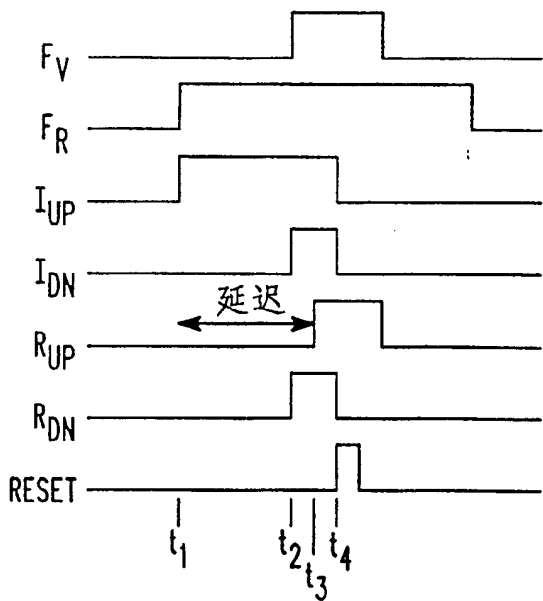 F_V
F_R
I_UP
I_DN
延迟
R_UP
R_DN
RESET
t_1 t_2 t_3 t_4